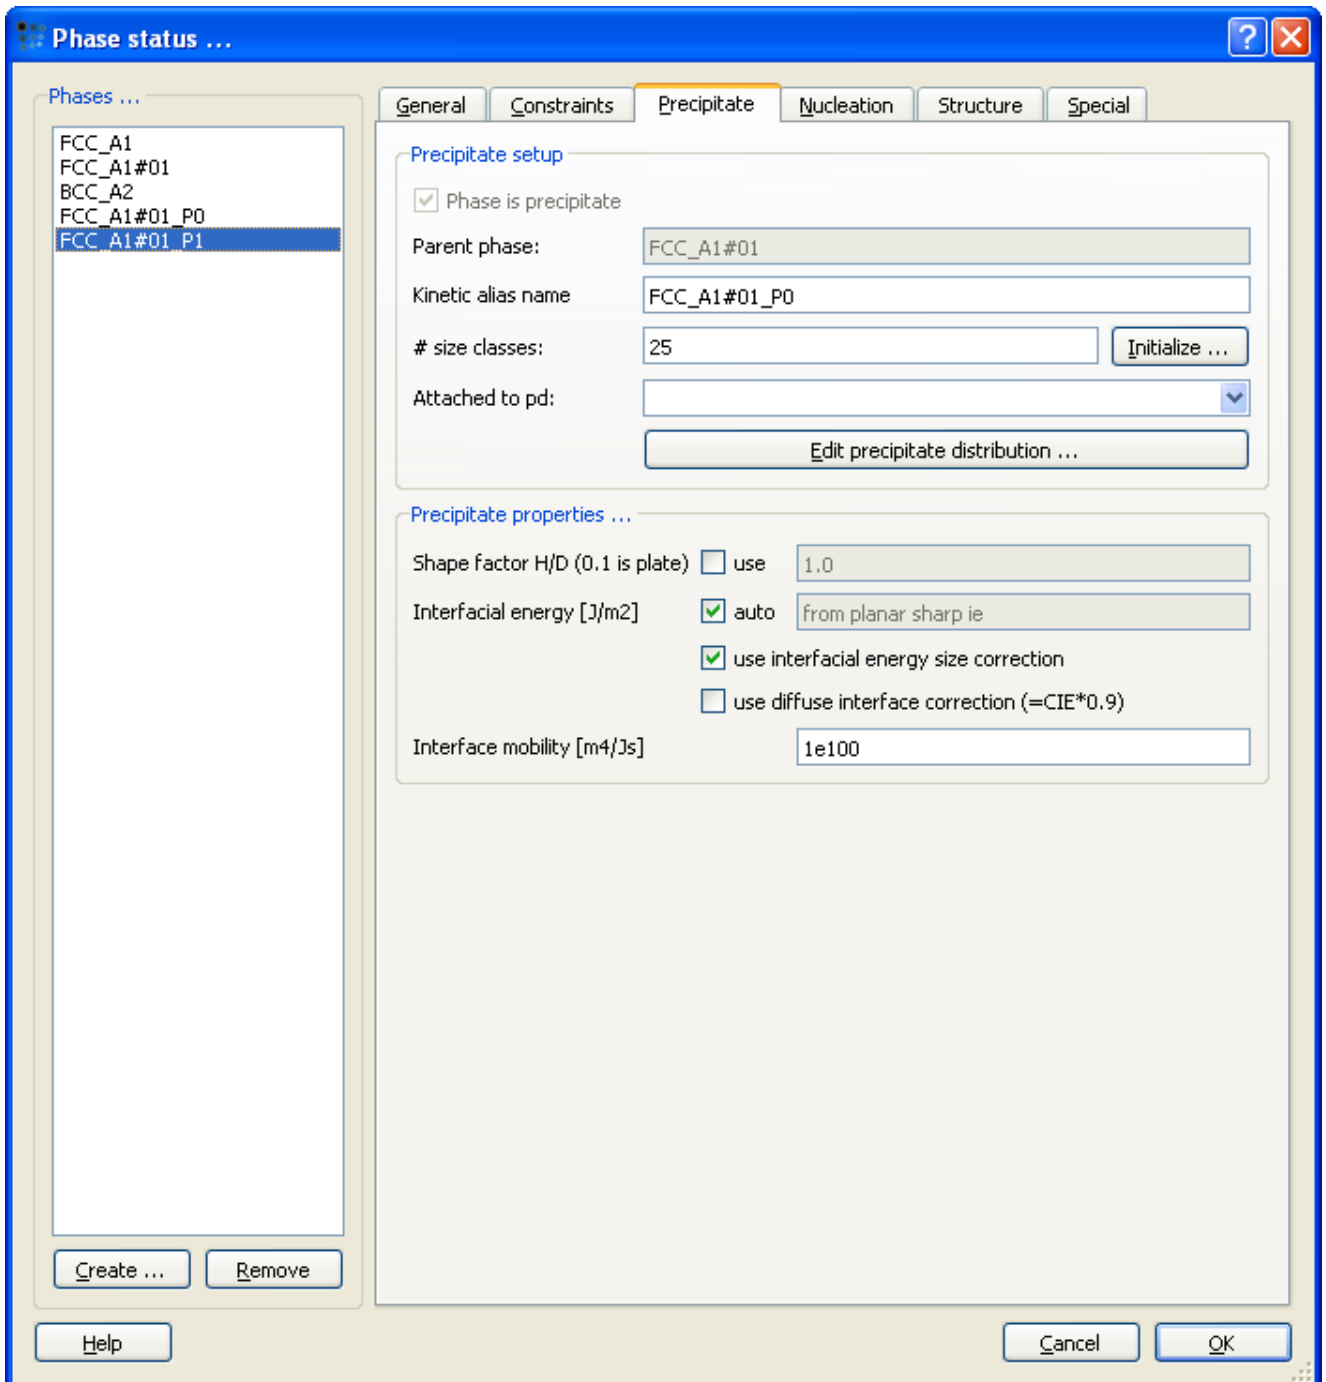 Phase status ...
Phases ...
FCC_A1
FCC_A1#01
BCC_A2
FCC_A1#01_P0
FCC_A1#01_P1
Create ...
Remove
General
Constraints
Precipitate
Nucleation
Structure
Special
Precipitate setup
Phase is precipitate
Parent phase:
FCC_A1#01
Kinetic alias name
FCC_A1#01_P0
# size classes:
25
Initialize ...
Attached to pd:
Edit precipitate distribution ...
Precipitate properties ...
Shape factor H/D (0.1 is plate)
use
1.0
Interfacial energy [J/m2]
auto
from planar sharp ie
use interfacial energy size correction
use diffuse interface correction (=CIE*0.9)
Interface mobility [m4/Js]
1e100
Help
Cancel
OK